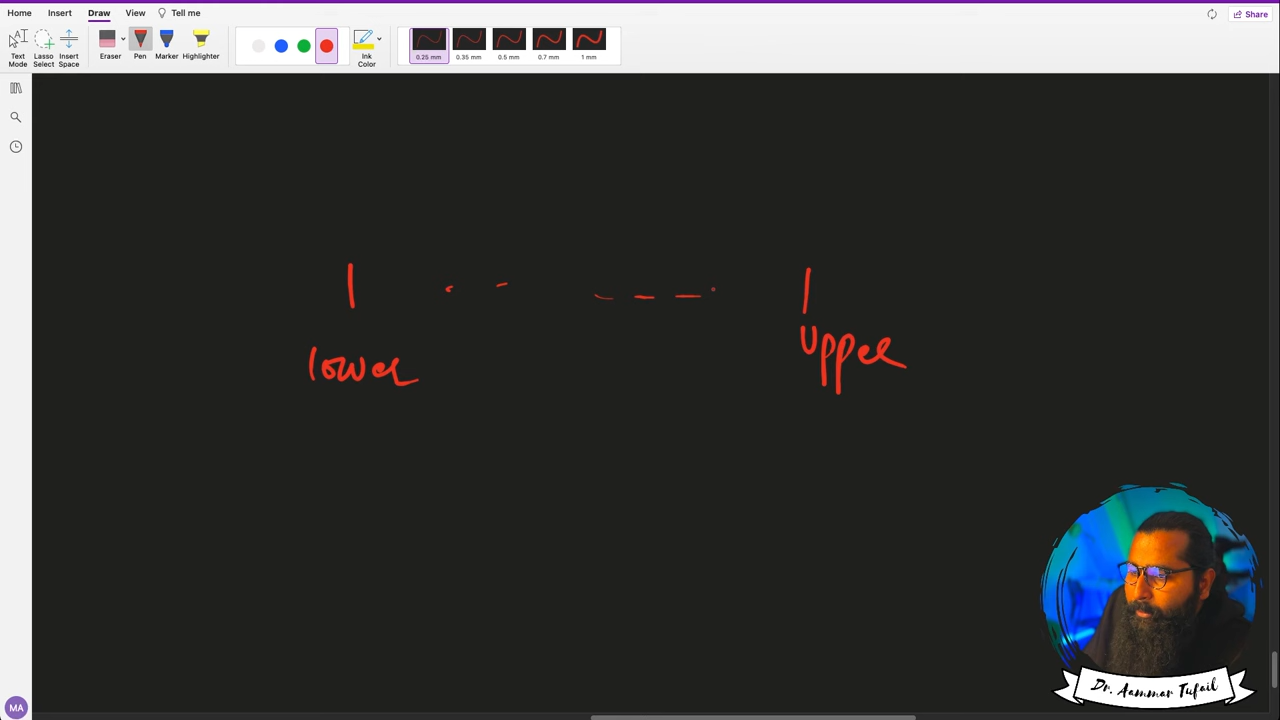 Home Insert Draw View Tell me
Share
Text Mode
Lasso Select
Insert Space
Eraser
Pen
Marker
Highlighter
Ink Color
0.25 mm
0.35 mm
0.5 mm
0.7 mm
1 mm
lower
Upper
MA
Dr. Aammar Tufail